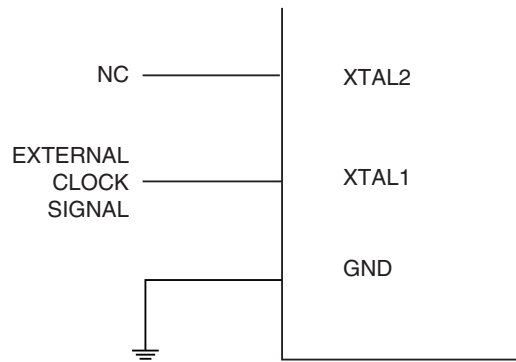 NC
XTAL2
EXTERNAL
CLOCK
SIGNAL
XTAL1
GND